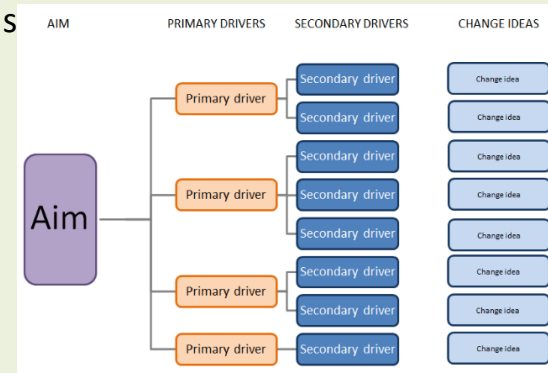 s
AIM PRIMARY DRIVERS SECONDARY DRIVERS CHANGE IDEAS
Secondary driver Change idea
Primary driver
Secondary driver Change idea
Secondary driver Change idea
Aim Primary driver Secondary driver Change idea
Secondary driver Change idea
Secondary driver Change idea
Primary driver
Secondary driver Change idea
Primary driver Secondary driver Change idea